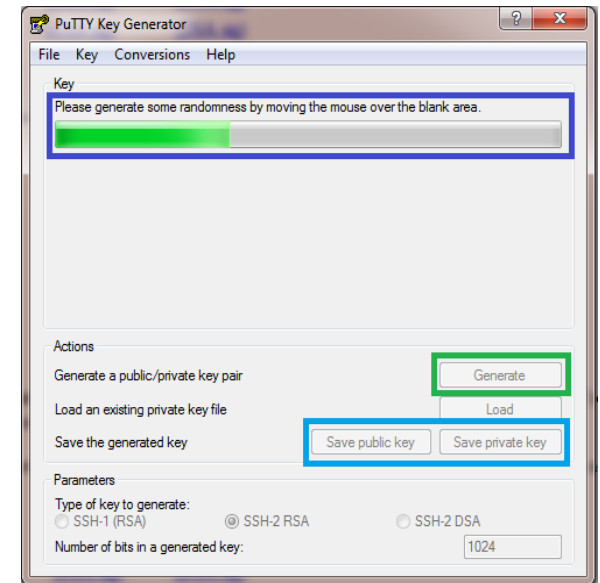 PuTTY Key Generator
File Key Conversions Help
Key
Please generate some randomness by moving the mouse over the blank area.
Actions
Generate a public/private key pair Generate
Load an existing private key file Load
Save the generated key Save public key Save private key
Parameters
Type of key to generate:
SSH-1 (RSA) SSH-2 RSA SSH-2 DSA
Number of bits in a generated key: 1024